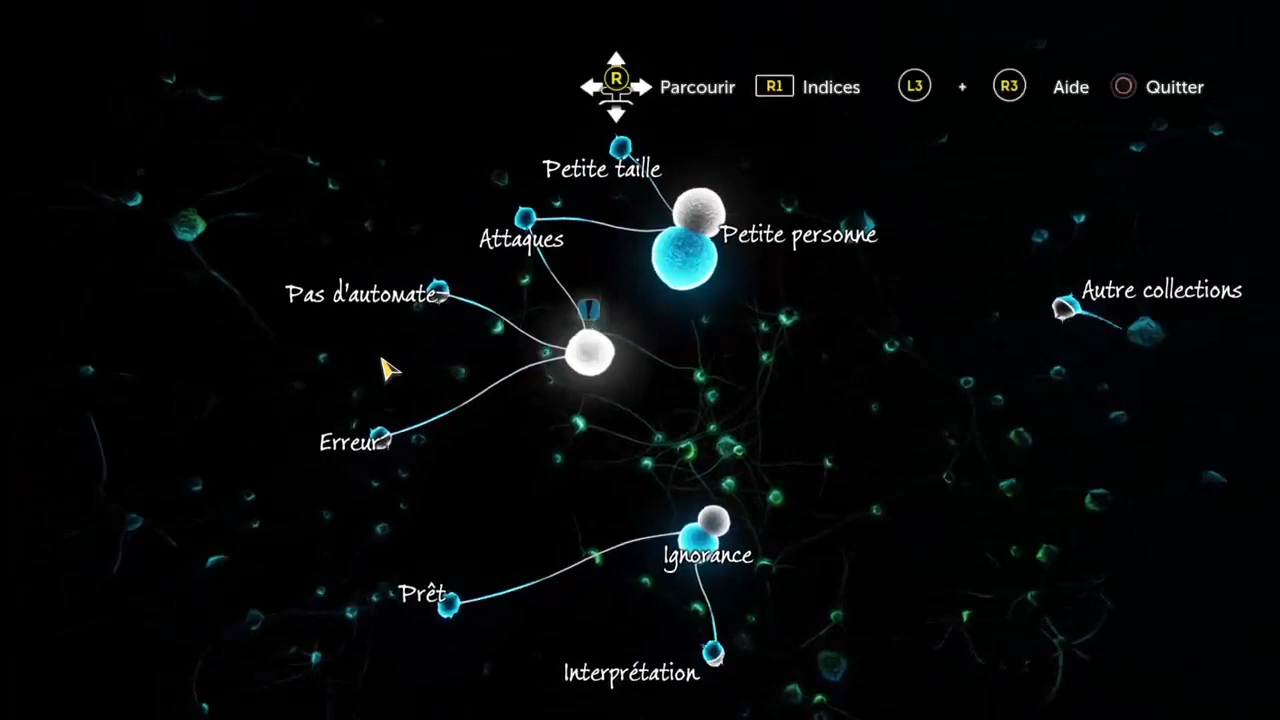 R Parcourir R1 Indices L3 + R3 Aide Quitter
Petite taille
Attaques
Petite personne
Pas d'automate
Autre collections
!
Erreur
Ignorance
Prêt
Interprétation